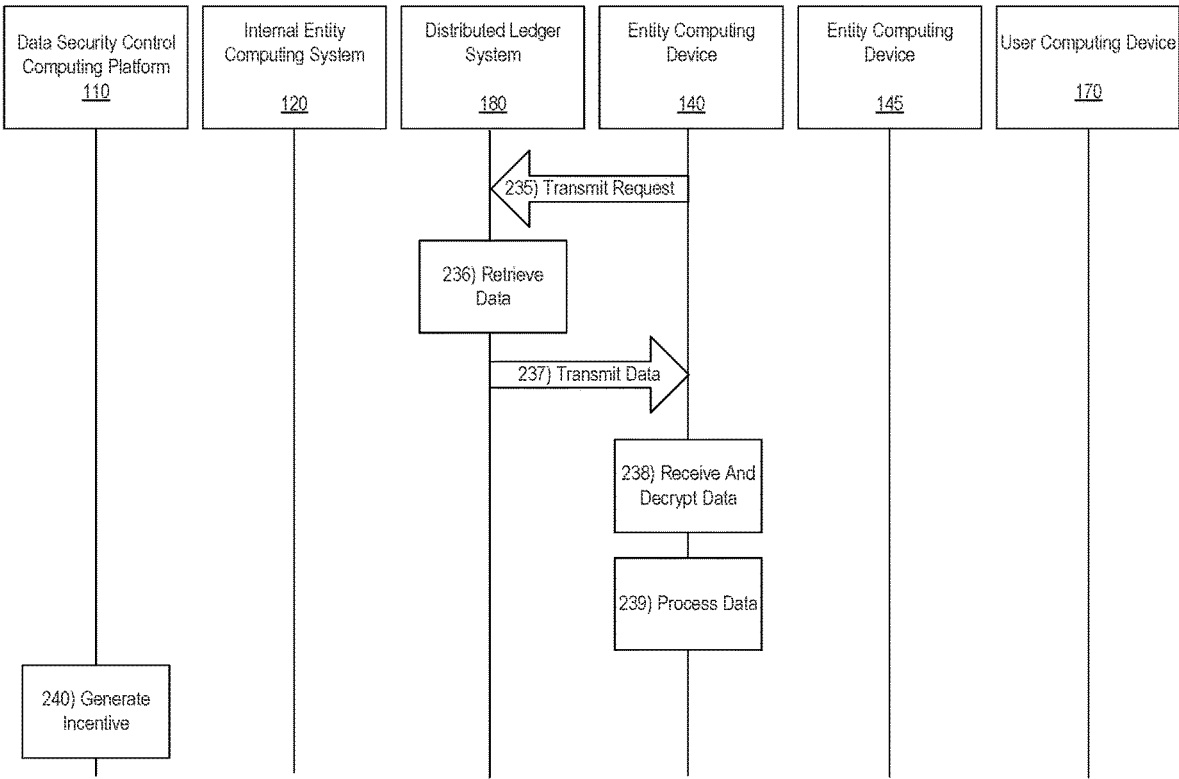 Data Security Control
Computing Platform
110
Internal Entity
Computing System
120
Distributed Ledger
System
180
Entity Computing
Device
140
Entity Computing
Device
145
User Computing Device
170
235) Transmit Request
236) Retrieve
Data
237) Transmit Data
238) Receive And
Decrypt Data
239) Process Data
240) Generate
Incentive